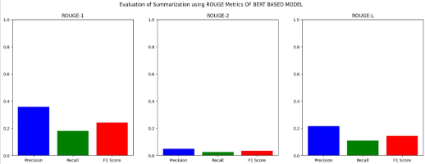 Evaluation of Summarization using ROUGE Metrics OF BERT BASED MODEL
ROUGE-1
1.0
0.8
0.6
0.4
0.2
0.0
Precision Recall F1 Score
ROUGE-2
1.0
0.8
0.6
0.4
0.2
0.0
Precision Recall F1 Score
ROUGE-L
1.0
0.8
0.6
0.4
0.2
0.0
Precision Recall F1 Score